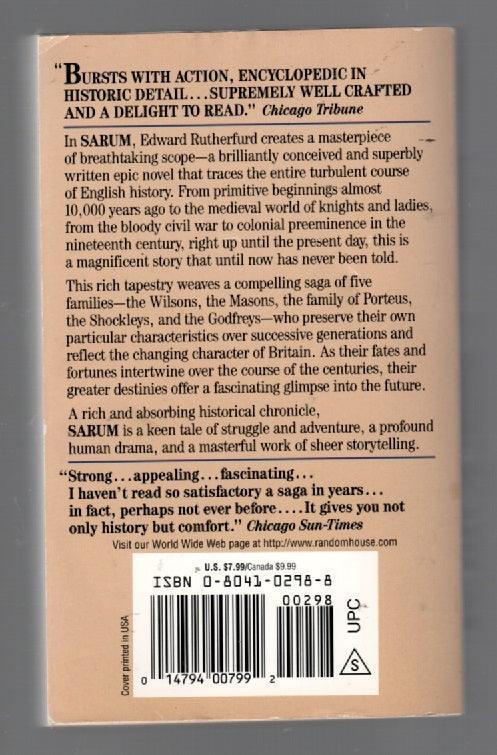 "BURSTS WITH ACTION, ENCYCLOPEDIC IN
HISTORIC DETAIL...SUPREMELY WELL CRAFTED
AND A DELIGHT TO READ." Chicago Tribune
In SARUM, Edward Rutherfurd creates a masterpiece
of breathtaking scope—a brilliantly conceived and superbly
written epic novel that traces the entire turbulent course
of English history. From primitive beginnings almost
10,000 years ago to the medieval world of knights and ladies,
from the bloody civil war to colonial preeminence in the
nineteenth century, right up until the present day, this is
a magnificent story that until now has never been told.
This rich tapestry weaves a compelling saga of five
families—the Wilsons, the Masons, the family of Porteus,
the Shockleys, and the Godfreys—who preserve their own
particular characteristics over successive generations and
reflect the changing character of Britain. As their fates and
fortunes intertwine over the course of the centuries, their
greater destinies offer a fascinating glimpse into the future.
A rich and absorbing historical chronicle,
SARUM is a keen tale of struggle and adventure, a profound
human drama, and a masterful work of sheer storytelling.
"Strong...appealing...fascinating...
I haven't read so satisfactory a saga in years...
in fact, perhaps not ever before....It gives you not
only history but comfort." Chicago Sun-Times
Visit our World Wide Web page at http://www.randomhouse.com
U.S. $7.99/Canada $9.99
ISBN 0-8041-0298-8
00298
UPC
S
Cover printed in USA
0 14794 00799 2